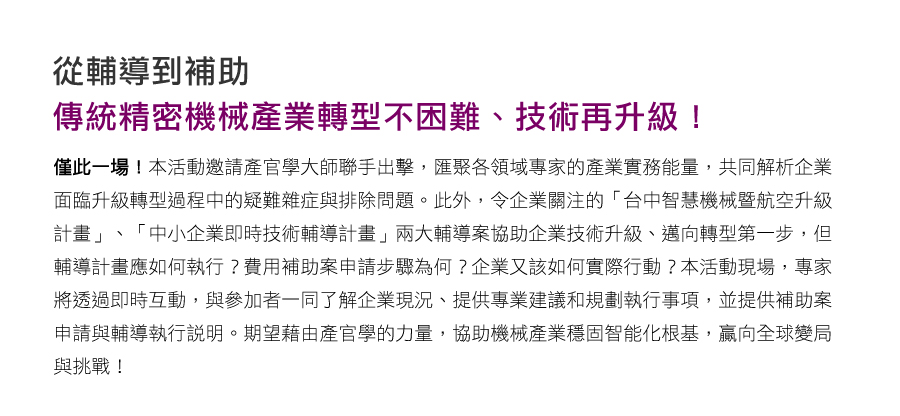 從輔導到補助
傳統精密機械產業轉型不困難、技術再升級！
僅此一場！本活動邀請產官學大師聯手出擊，匯聚各領域專家的產業實務能量，共同解析企業
面臨升級轉型過程中的疑難雜症與排除問題。此外，令企業關注的「台中智慧機械暨航空升級
計畫」、「中小企業即時技術輔導計畫」兩大輔導案協助企業技術升級、邁向轉型第一步，但
輔導計畫應如何執行？費用補助案申請步驟為何？企業又該如何實際行動？本活動現場，專家
將透過即時互動，與參加者一同了解企業現況、提供專業建議和規劃執行事項，並提供補助案
申請與輔導執行説明。期望藉由產官學的力量，協助機械產業穩固智能化根基，贏向全球變局
與挑戰！